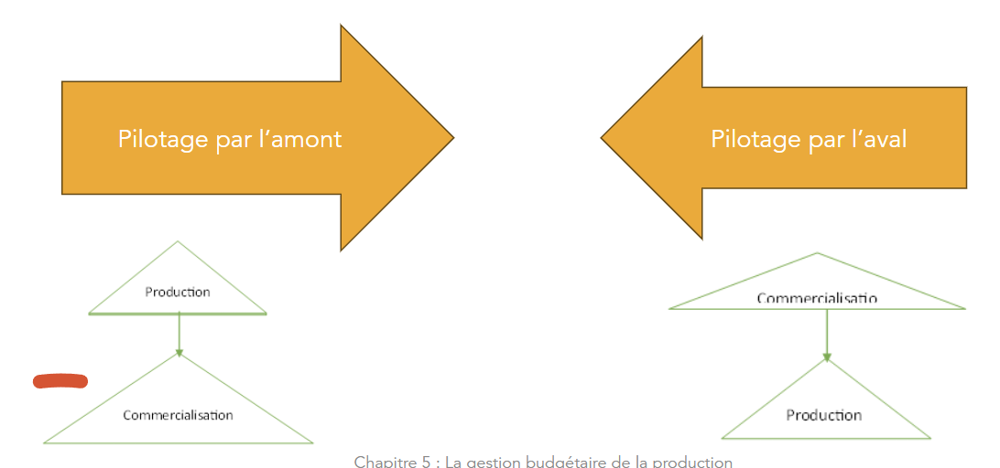 Pilotage par l'amont
Pilotage par l'aval
Production
Commercialisation
Commercialisatio
Production
Chapitre 5 : La gestion budgétaire de la production